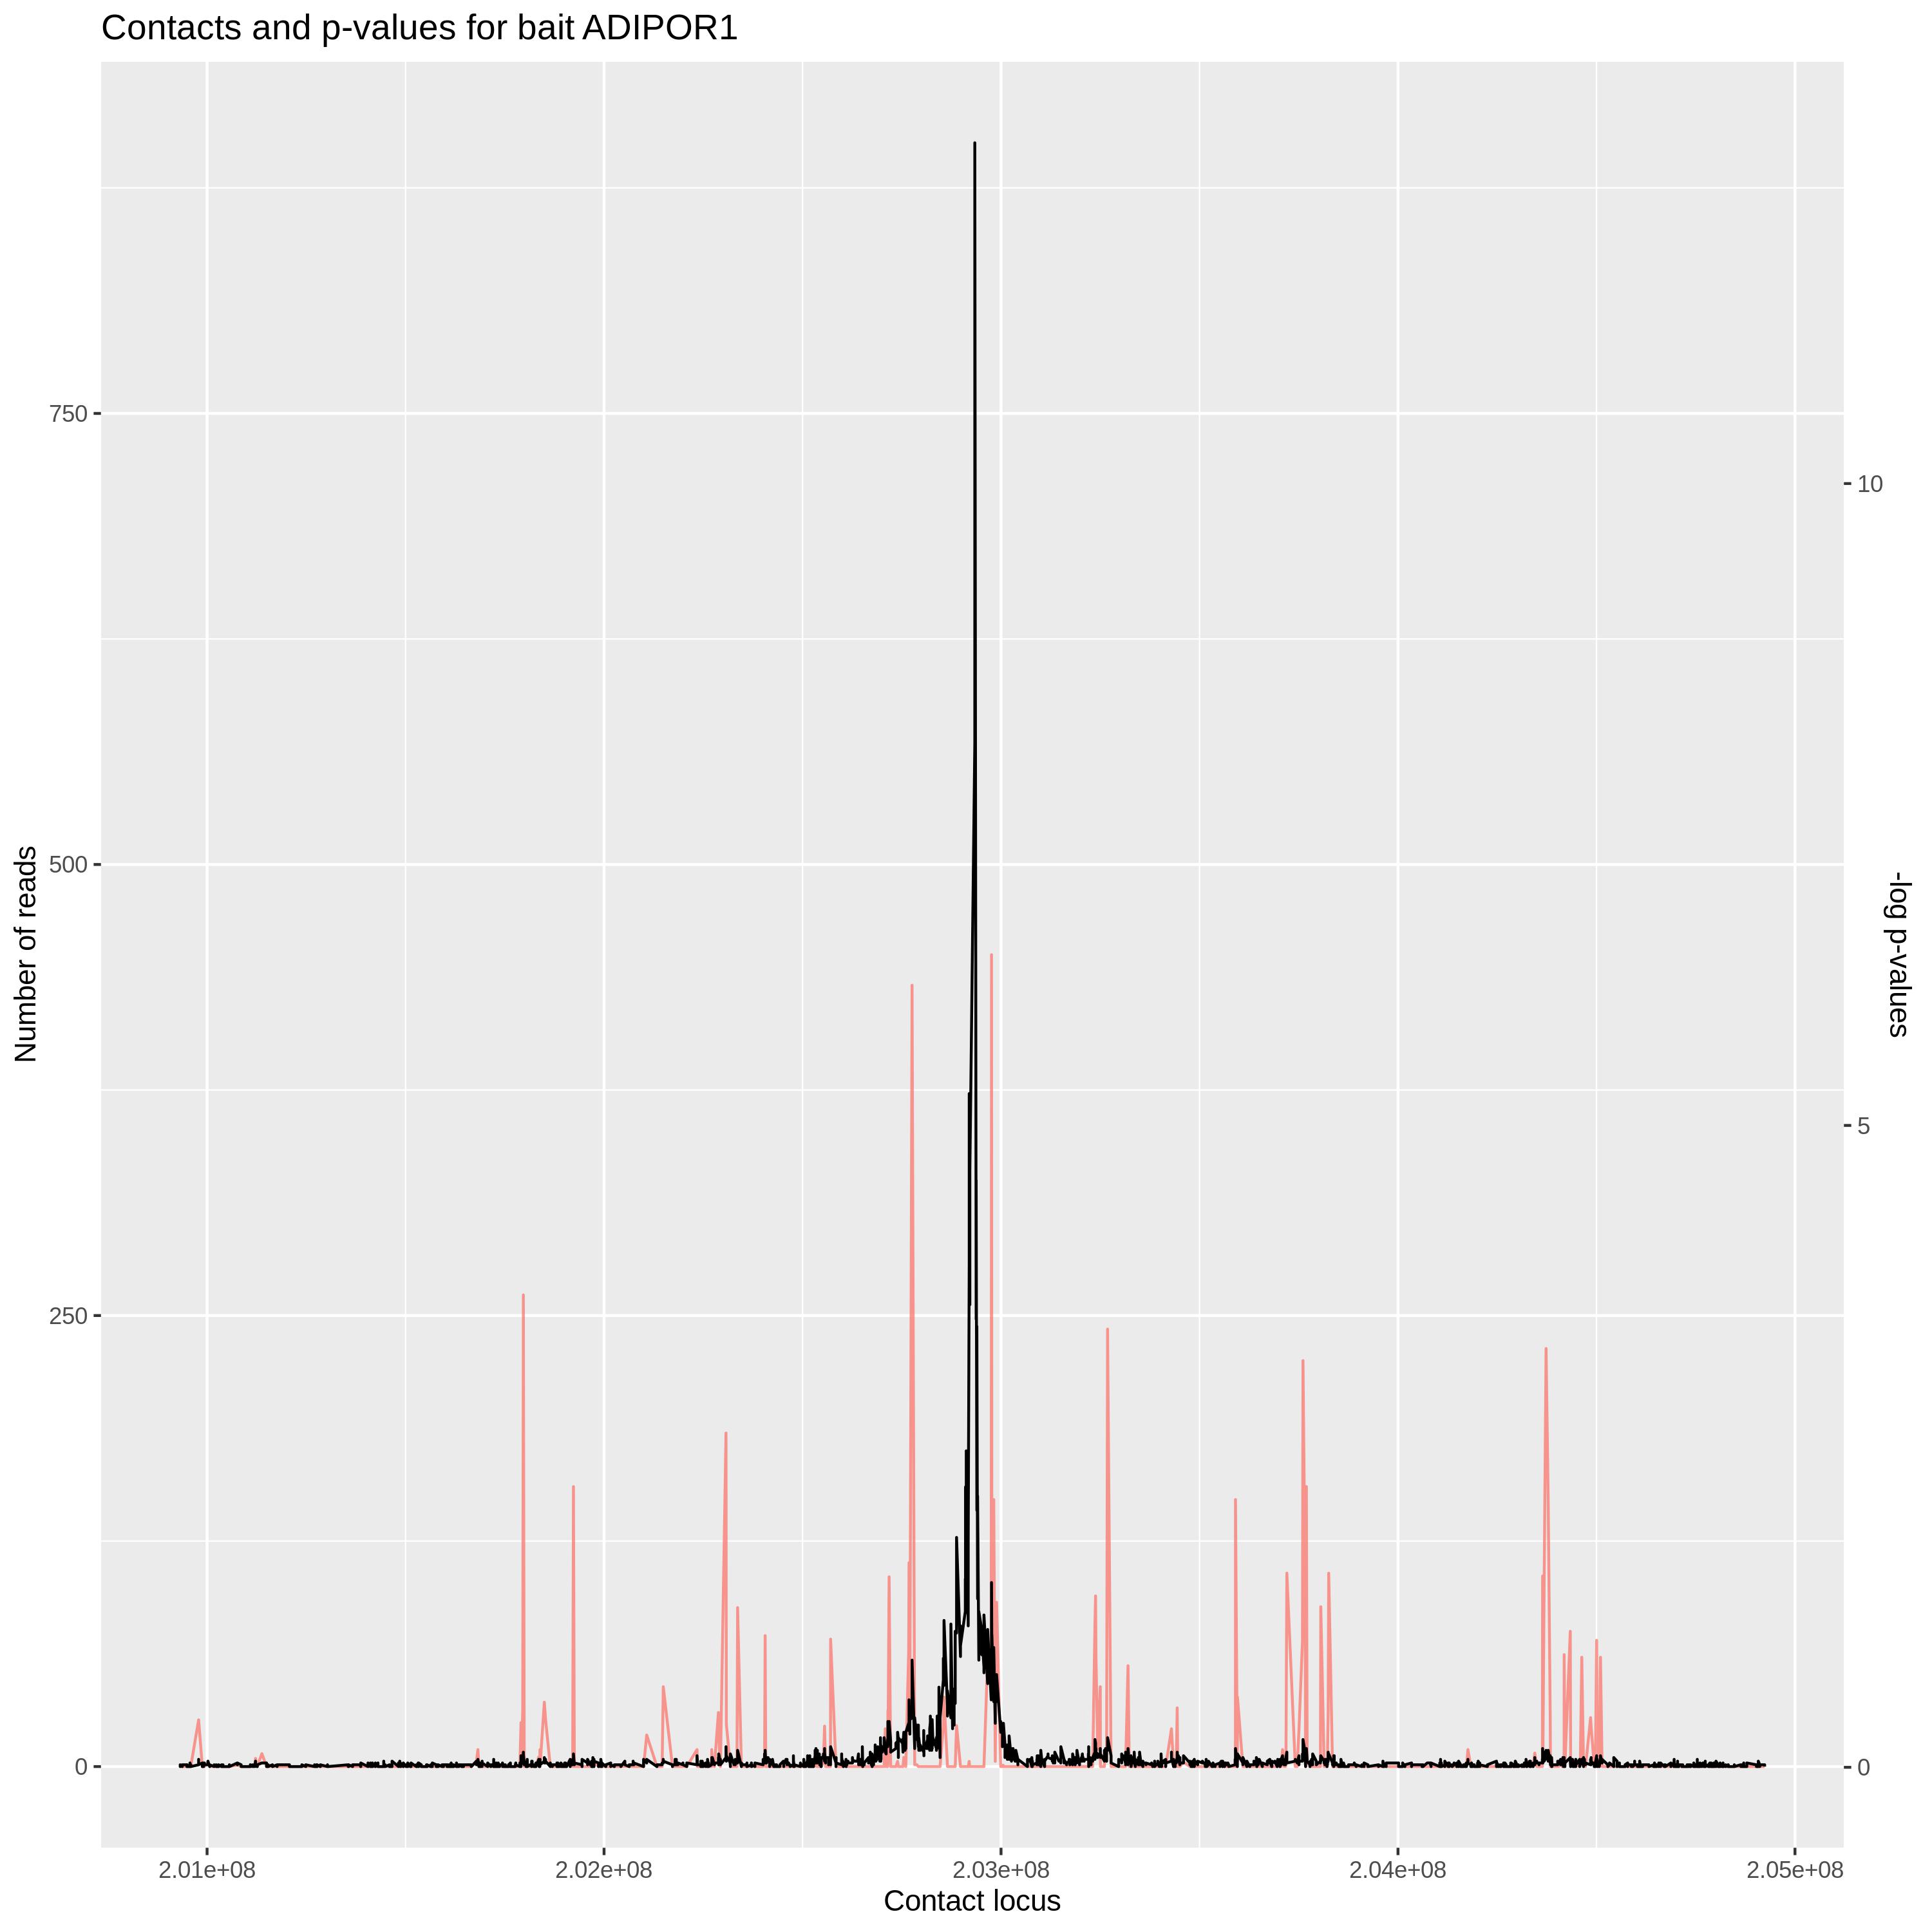 Contacts and p-values for bait ADIPOR1
Number of reads
750
500
250
0
10
5
0
-log p-values
2.01e+08
2.02e+08
2.03e+08
2.04e+08
2.05e+08
Contact locus